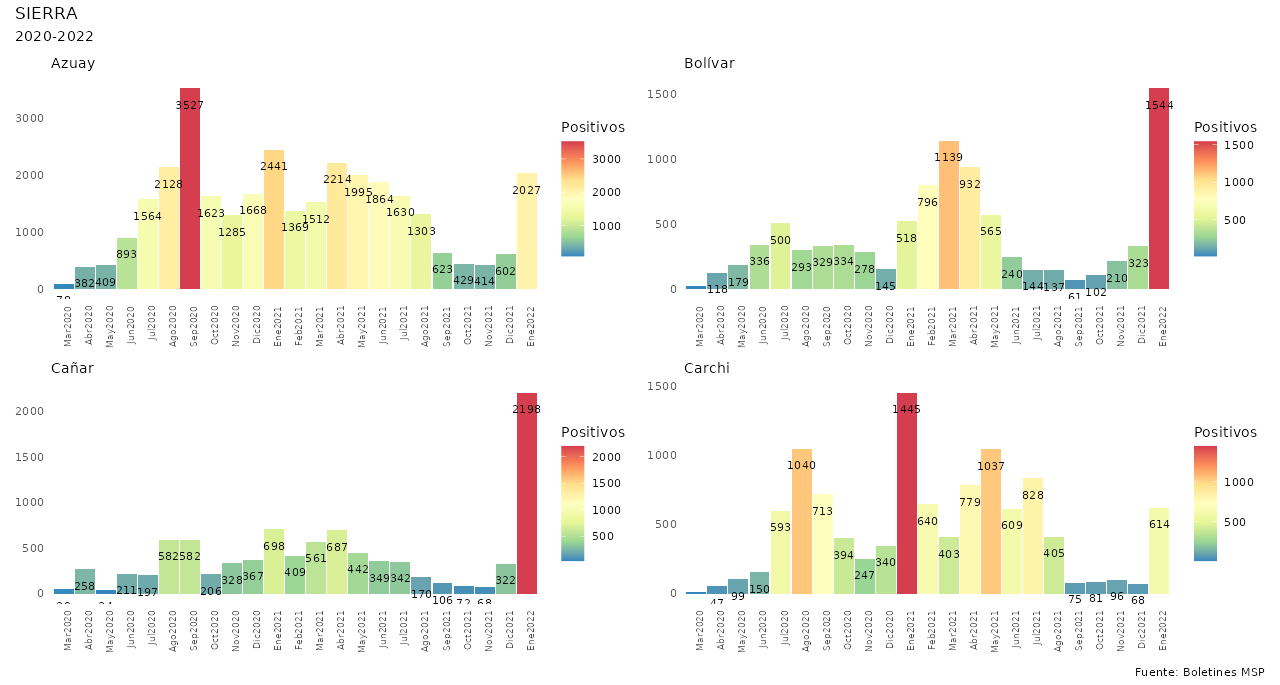 SIERRA
2020-2022
Azuay
3000
2000
1000
0
382
409
893
1564
2128
3527
1623
1285
1668
2441
1369
1512
2214
1995
1864
1630
1303
623
429
414
602
2027
Mar2020
Abr2020
May2020
Jun2020
Jul2020
Ago2020
Sep2020
Oct2020
Nov2020
Dic2020
Ene2021
Feb2021
Mar2021
Abr2021
May2021
Jun2021
Jul2021
Ago2021
Sep2021
Oct2021
Nov2021
Dic2021
Ene2022
Positivos
3000
2000
1000
Bolívar
1500
1000
500
0
118
179
336
500
293
329
334
278
145
518
796
1139
932
565
240
144
137
61
102
210
323
1544
Mar2020
Abr2020
May2020
Jun2020
Jul2020
Ago2020
Sep2020
Oct2020
Nov2020
Dic2020
Ene2021
Feb2021
Mar2021
Abr2021
May2021
Jun2021
Jul2021
Ago2021
Sep2021
Oct2021
Nov2021
Dic2021
Ene2022
Positivos
1500
1000
500
Cañar
2000
1500
1000
500
0
258
211
197
582
582
206
328
367
698
409
561
687
442
349
342
170
106
72
68
322
2198
Mar2020
Abr2020
May2020
Jun2020
Jul2020
Ago2020
Sep2020
Oct2020
Nov2020
Dic2020
Ene2021
Feb2021
Mar2021
Abr2021
May2021
Jun2021
Jul2021
Ago2021
Sep2021
Oct2021
Nov2021
Dic2021
Ene2022
Positivos
2000
1500
1000
500
Carchi
1500
1000
500
0
47
99
150
593
1040
713
394
247
340
1445
640
403
779
1037
609
828
405
75
81
96
68
614
Mar2020
Abr2020
May2020
Jun2020
Jul2020
Ago2020
Sep2020
Oct2020
Nov2020
Dic2020
Ene2021
Feb2021
Mar2021
Abr2021
May2021
Jun2021
Jul2021
Ago2021
Sep2021
Oct2021
Nov2021
Dic2021
Ene2022
Positivos
1000
500
Fuente: Boletines MSP